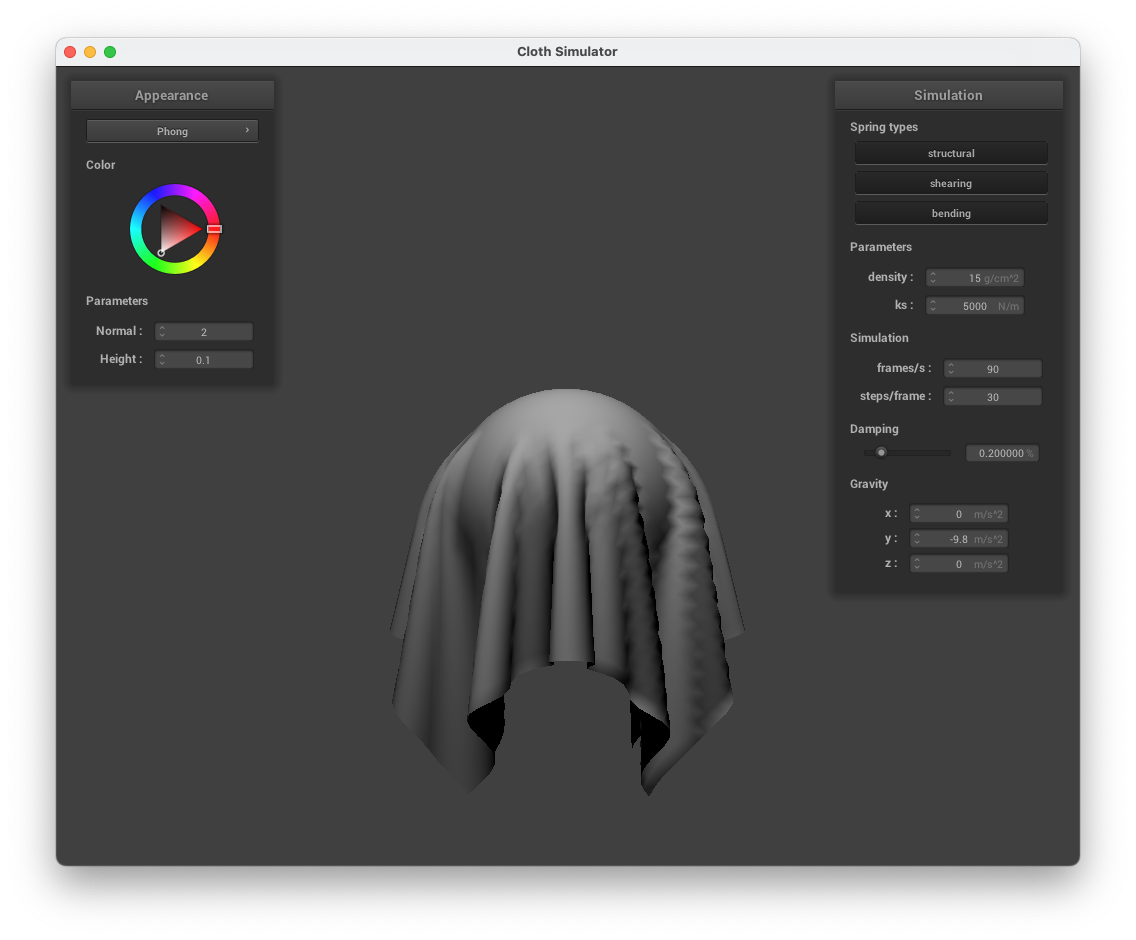 Cloth Simulator
Appearance
Phong ›
Color
Parameters
Normal : 2
Height : 0.1
Simulation
Spring types
structural
shearing
bending
Parameters
density : 15 g/cm^2
ks : 5000 N/m
Simulation
frames/s : 90
steps/frame : 30
Damping
0.200000 %
Gravity
x : 0 m/s^2
y : -9.8 m/s^2
z : 0 m/s^2